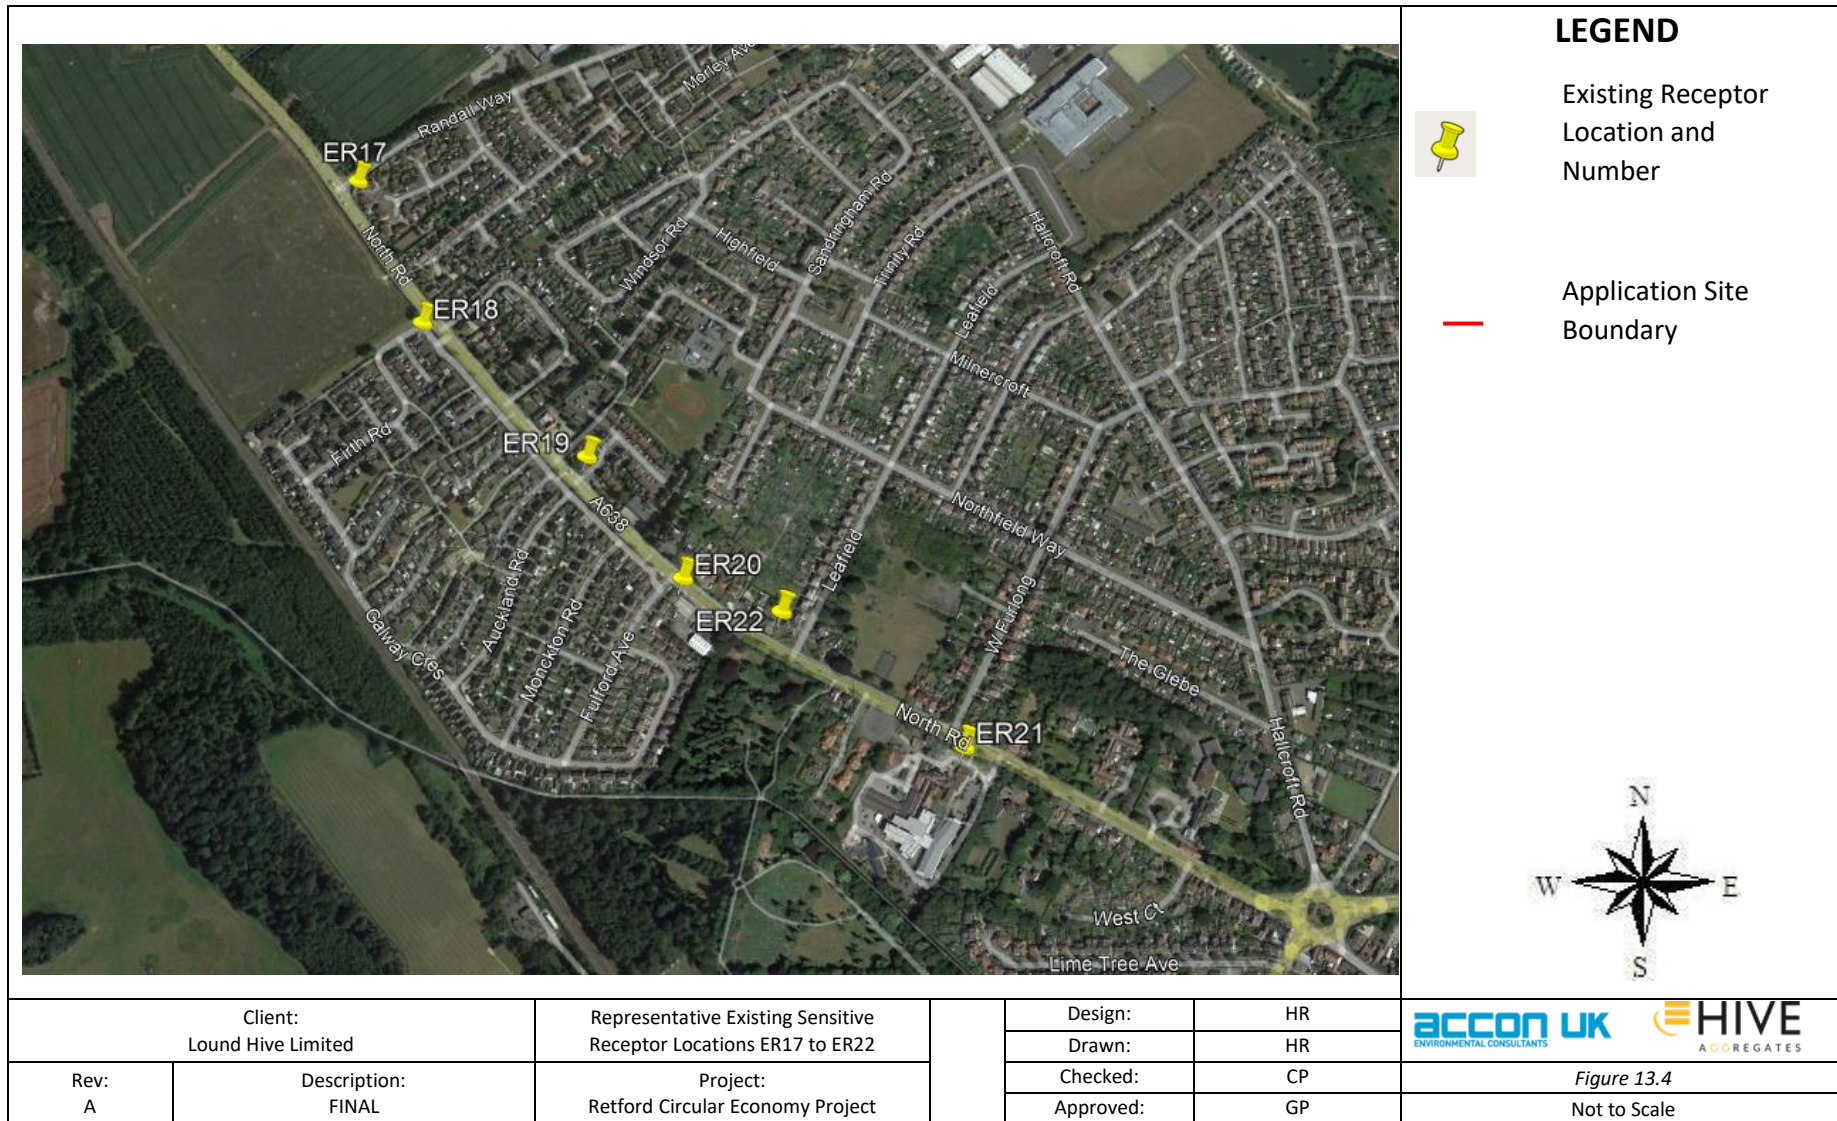 LEGEND
Existing Receptor
Location and
Number
Application Site
Boundary
Morley Ave
Randall Way
ER17
North Rd
ER18
Windsor Rd
Highfield
Sandringham Rd
Trinity Rd
Hallcroft Rd
Leafield
Milnercroft
Firth Rd
ER19
A638
Northfield Way
ER20
ER22
Leafield
W Furlong
Auckland Rd
Monckton Rd
Fulford Ave
Galway Cres
The Glebe
North Rd
ER21
Hallcroft Rd
West Ct
Lime Tree Ave
N
W
E
S
Client:
Lound Hive Limited
Representative Existing Sensitive
Receptor Locations ER17 to ER22
Design:
HR
Drawn:
HR
Rev:
A
Description:
FINAL
Project:
Retford Circular Economy Project
Checked:
CP
Approved:
GP
accon UK
ENVIRONMENTAL CONSULTANTS
HIVE
AGGREGATES
Figure 13.4
Not to Scale